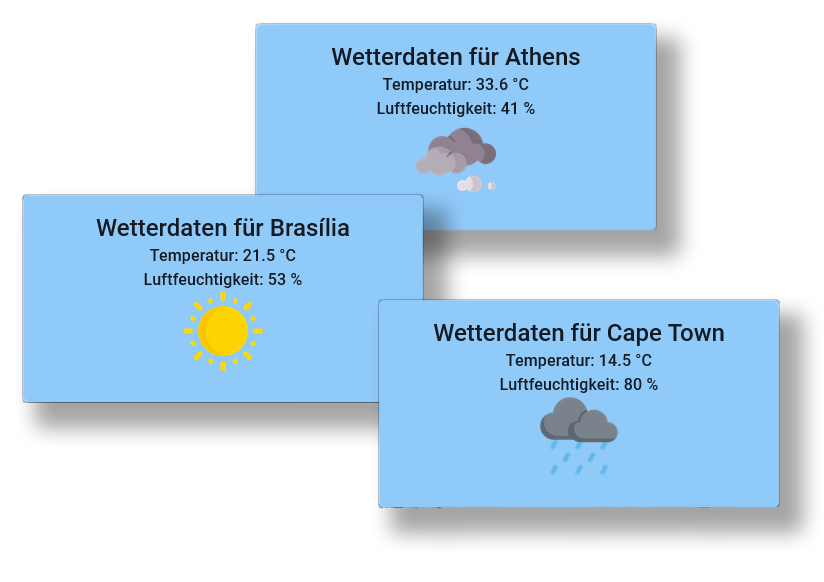 Wetterdaten für Athens
Temperatur: 33.6 °C
Luftfeuchtigkeit: 41 %
Wetterdaten für Brasília
Temperatur: 21.5 °C
Luftfeuchtigkeit: 53 %
Wetterdaten für Cape Town
Temperatur: 14.5 °C
Luftfeuchtigkeit: 80 %